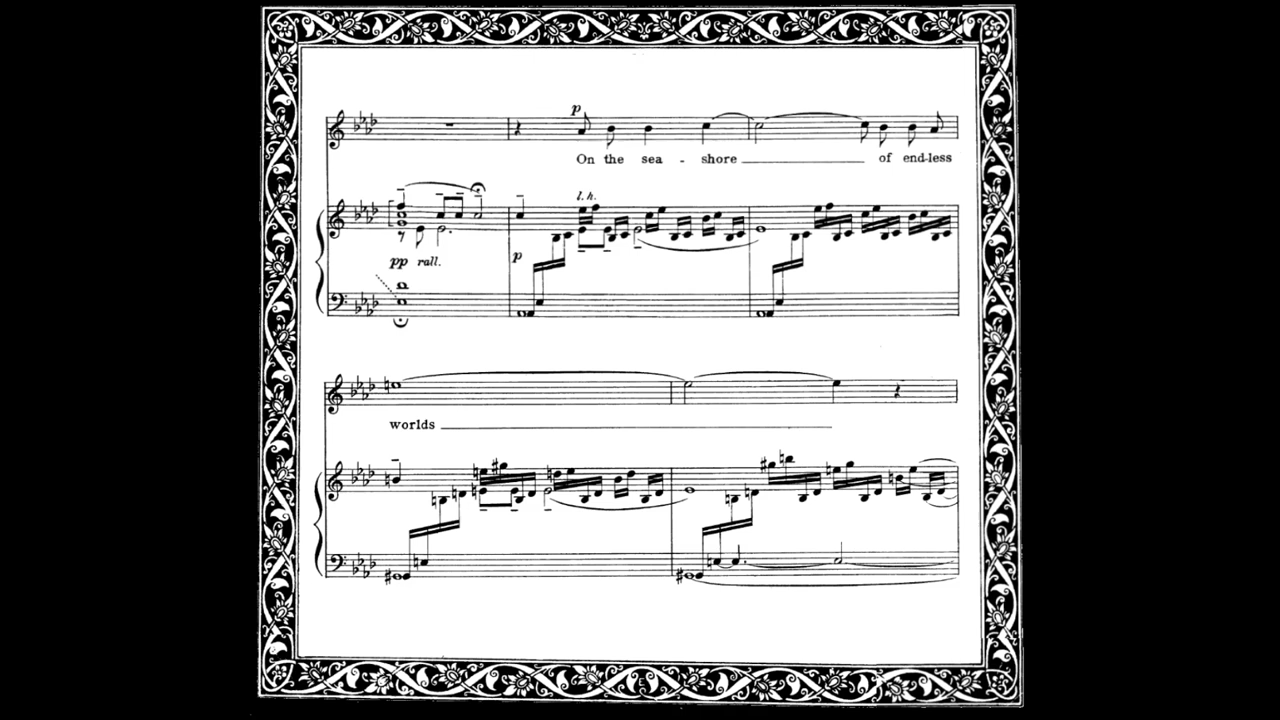 p
On the sea - shore of end-less
l.h.
pp rall.
p
worlds